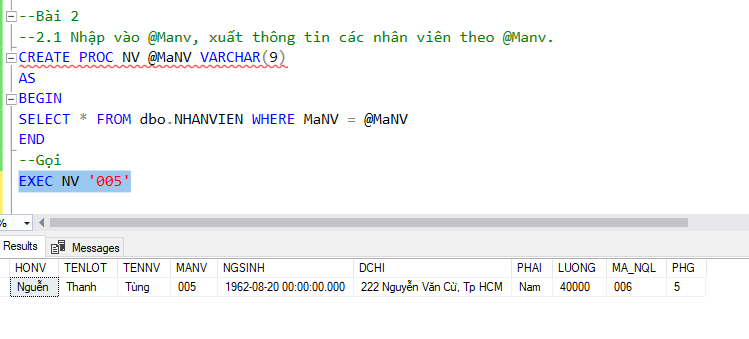 --Bài 2
--2.1 Nhập vào @Manv, xuất thông tin các nhân viên theo @Manv.
CREATE PROC NV @MaNV VARCHAR(9)
AS
BEGIN
SELECT * FROM dbo.NHANVIEN WHERE MaNV = @MaNV
END
--Gọi
EXEC NV '005'
%
Results Messages
HONV TENLOT TENNV MANV NGSINH DCHI PHAI LUONG MA_NQL PHG
Nguễn Thanh Tùng 005 1962-08-20 00:00:00.000 222 Nguyễn Văn Cừ, Tp HCM Nam 40000 006 5